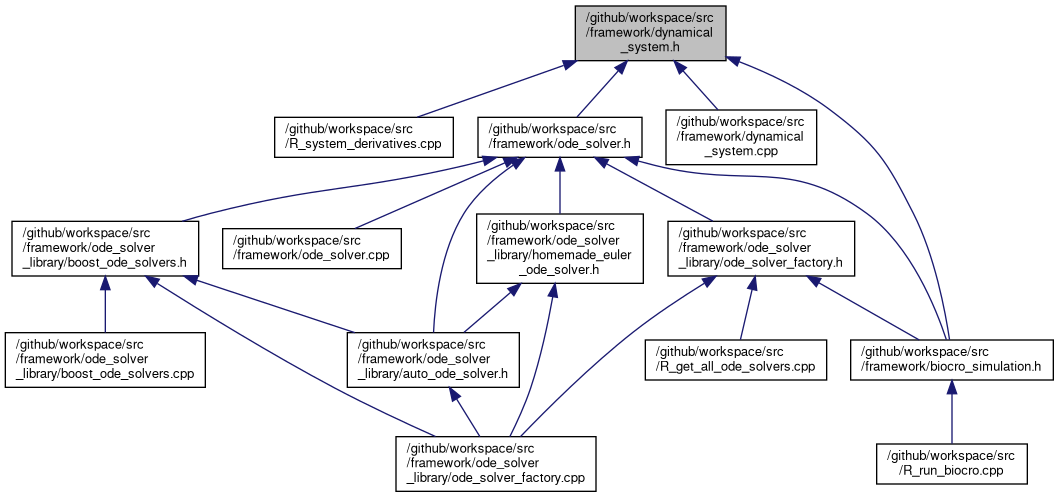 /github/workspace/src
/framework/dynamical
_system.h
/github/workspace/src
/R_system_derivatives.cpp
/github/workspace/src
/framework/ode_solver.h
/github/workspace/src
/framework/dynamical
_system.cpp
/github/workspace/src
/framework/ode_solver
_library/boost_ode_solvers.h
/github/workspace/src
/framework/ode_solver.cpp
/github/workspace/src
/framework/ode_solver
_library/homemade_euler
_ode_solver.h
/github/workspace/src
/framework/ode_solver
_library/ode_solver_factory.h
/github/workspace/src
/framework/ode_solver
_library/boost_ode_solvers.cpp
/github/workspace/src
/framework/ode_solver
_library/auto_ode_solver.h
/github/workspace/src
/R_get_all_ode_solvers.cpp
/github/workspace/src
/framework/biocro_simulation.h
/github/workspace/src
/framework/ode_solver
_library/ode_solver_factory.cpp
/github/workspace/src
/R_run_biocro.cpp